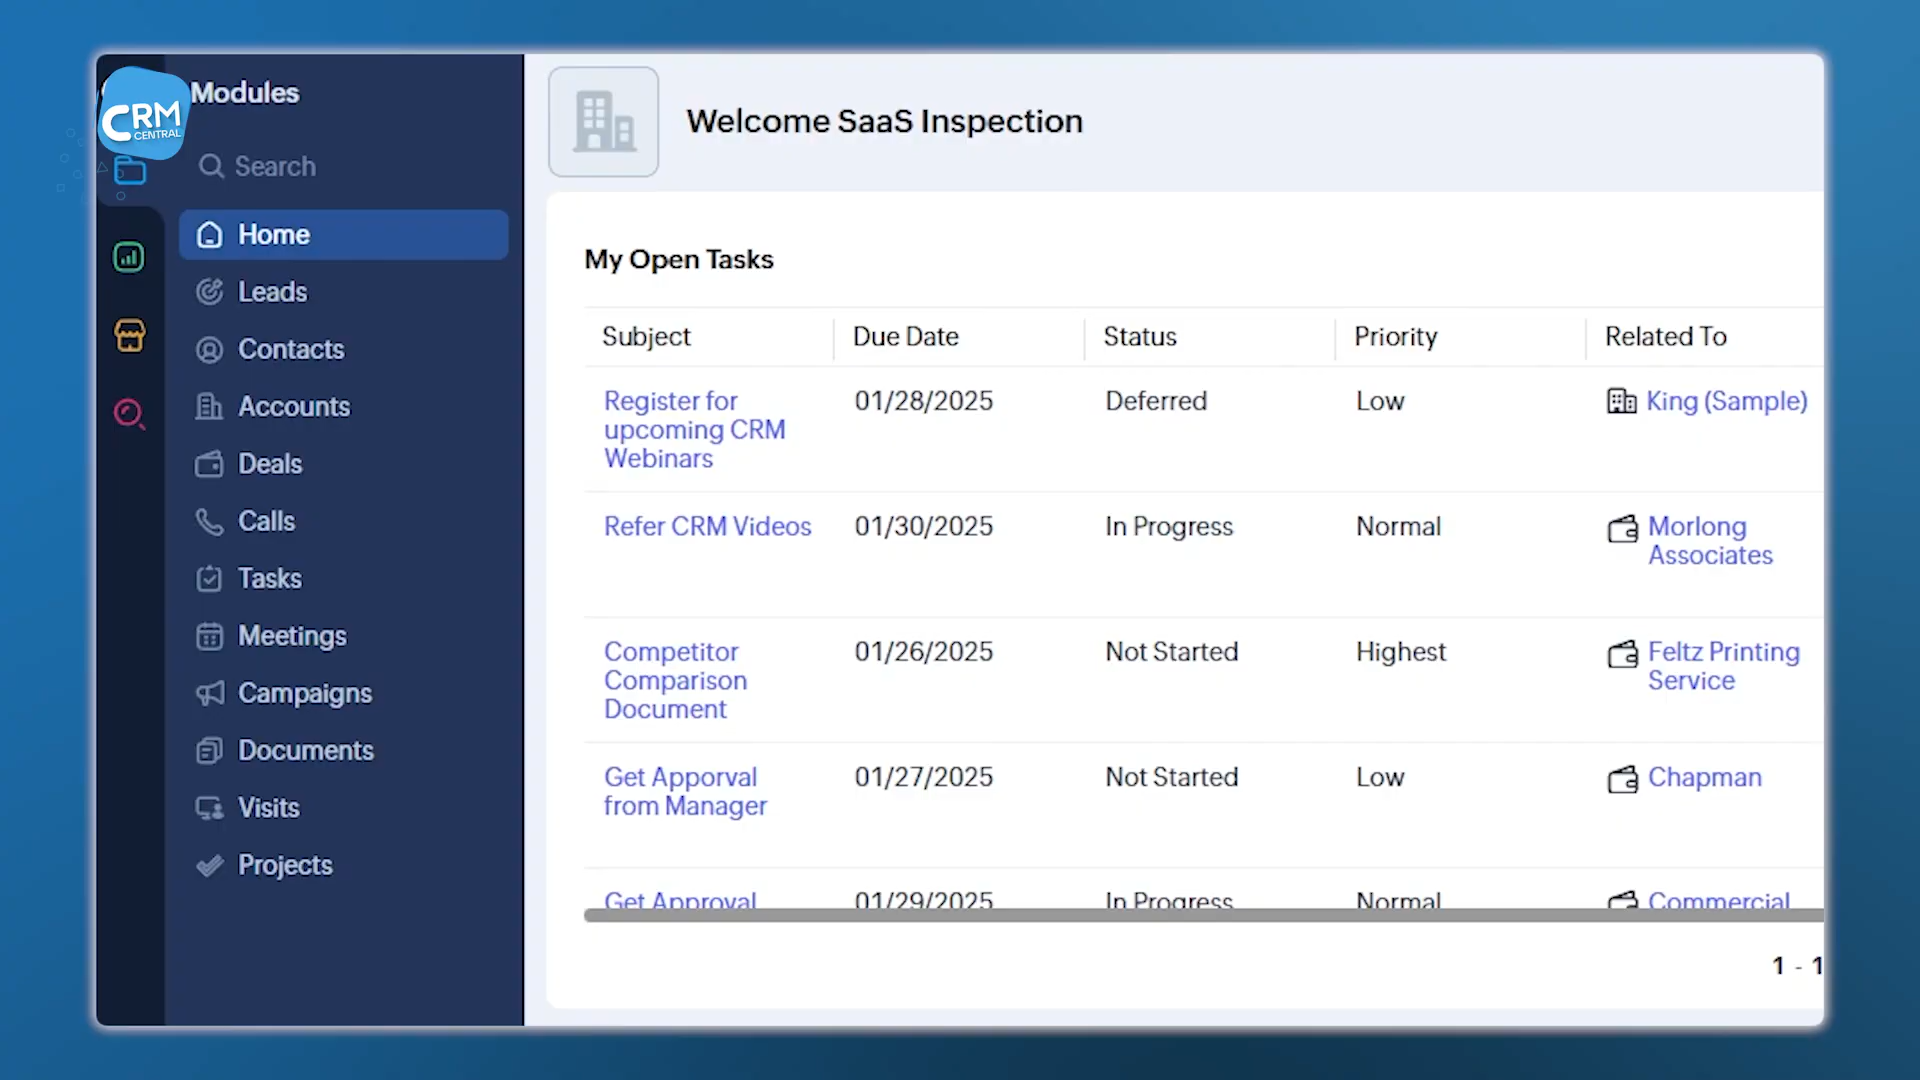 CRM
CENTRAL
Modules
Search
Home
Leads
Contacts
Accounts
Deals
Calls
Tasks
Meetings
Campaigns
Documents
Visits
Projects
Welcome SaaS Inspection
My Open Tasks
Subject Due Date Status Priority Related To
Register for 01/28/2025 Deferred Low King (Sample)
upcoming CRM
Webinars
Refer CRM Videos 01/30/2025 In Progress Normal Morlong
Associates
Competitor 01/26/2025 Not Started Highest Feltz Printing
Comparison Service
Document
Get Apporval 01/27/2025 Not Started Low Chapman
from Manager
Get Approval 01/29/2025 In Progress Normal Commercial
1 - 1